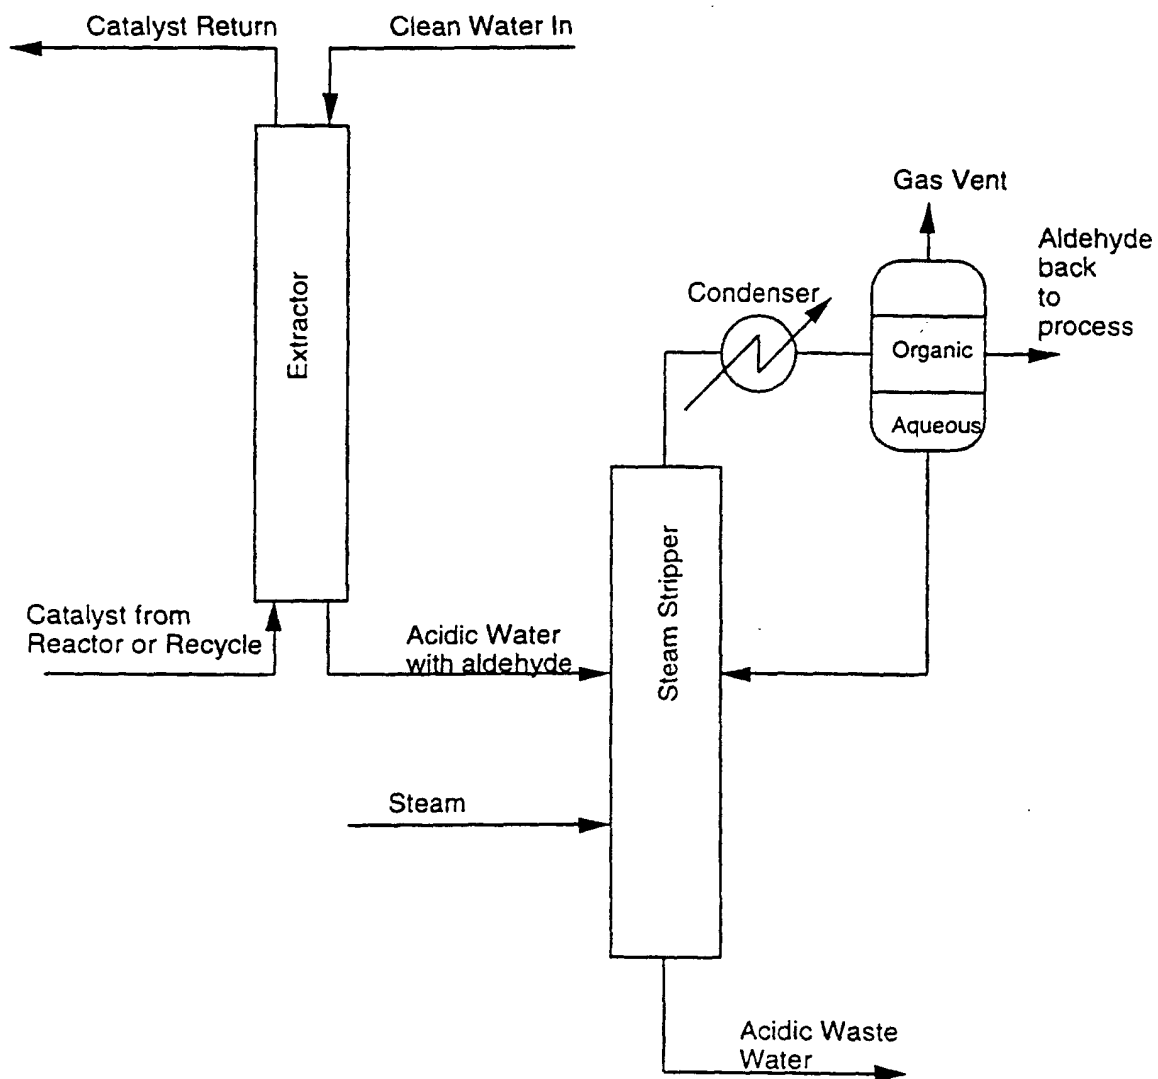 Catalyst Return
Clean Water In
Gas Vent
Aldehyde
back
to
process
Condenser
Extractor
Organic
Aqueous
Steam Stripper
Catalyst from
Reactor or Recycle
Acidic Water
with aldehyde
Steam
Acidic Waste
Water